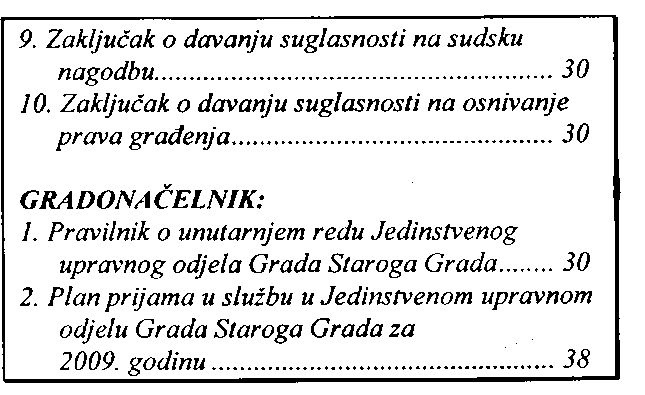 9. Zaključak o davanju suglasnosti na sudsku
nagodbu........................................................ 30
10. Zaključak o davanju suglasnosti na osnivanje
prava građenja.............................................. 30
GRADONAČELNIK:
1. Pravilnik o unutarnjem redu Jedinstvenog
upravnog odjela Grada Staroga Grada........ 30
2. Plan prijama u službu u Jedinstvenom upravnom
odjelu Grada Staroga Grada za
2009. godinu ................................................. 38